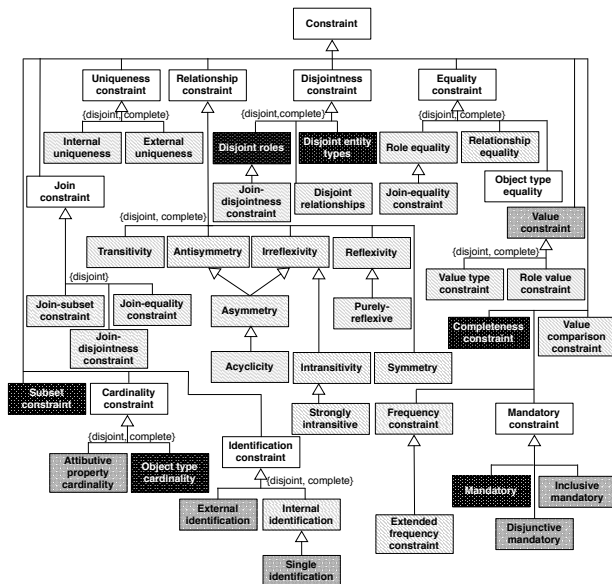 Constraint
Uniqueness
constraint
Relationship
constraint
Disjointness
constraint
Equality
constraint
{disjoint, complete}
{disjoint,complete}
{disjoint, complete}
Internal
uniqueness
External
uniqueness
Disjoint roles
Disjoint entity
types
Role equality
Relationship
equality
Join
constraint
Join-
disjointness
constraint
Disjoint
relationships
Join-equality
constraint
Object type
equality
{disjoint, complete}
Value
constraint
Transitivity
Antisymmetry
Irreflexivity
Reflexivity
{disjoint, complete}
{disjoint}
Value type
constraint
Role value
constraint
Join-subset
constraint
Join-equality
constraint
Asymmetry
Purely-
reflexive
Completeness
constraint
Value
comparison
constraint
Join-
disjointness
constraint
Acyclicity
Intransitivity
Symmetry
Subset
constraint
Cardinality
constraint
Strongly
intransitive
Frequency
constraint
Mandatory
constraint
{disjoint, complete}
Identification
constraint
Attibutive
property
cardinality
Object type
cardinality
{disjoint, complete}
Mandatory
Inclusive
mandatory
External
identification
Internal
identification
Extended
frequency
constraint
Disjunctive
mandatory
Single
identification